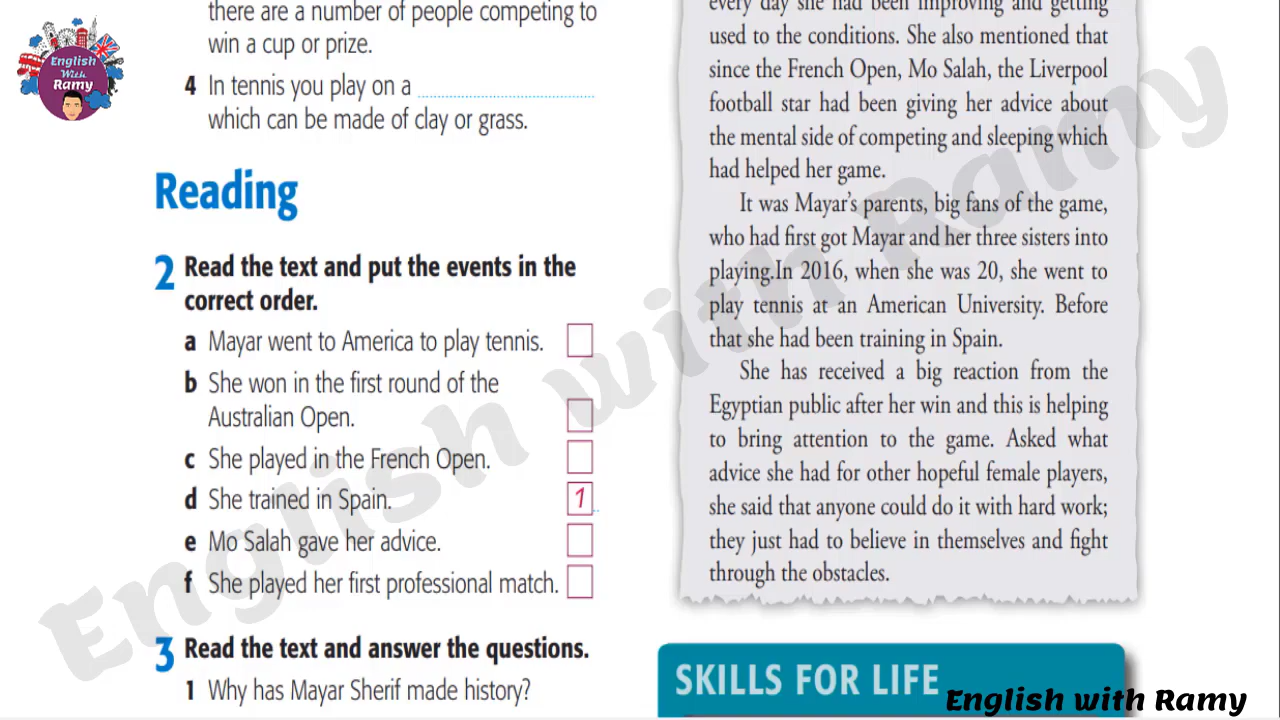 English
With
Ramy
there are a number of people competing to
win a cup or prize.
4 In tennis you play on a
which can be made of clay or grass.
Reading
2 Read the text and put the events in the
correct order.
a Mayar went to America to play tennis.
b She won in the first round of the
Australian Open.
c She played in the French Open.
d She trained in Spain. 1
e Mo Salah gave her advice.
f She played her first professional match.
3 Read the text and answer the questions.
1 Why has Mayar Sherif made history?
every day she had been improving and getting
used to the conditions. She also mentioned that
since the French Open, Mo Salah, the Liverpool
football star had been giving her advice about
the mental side of competing and sleeping which
had helped her game.
It was Mayar's parents, big fans of the game,
who had first got Mayar and her three sisters into
playing.In 2016, when she was 20, she went to
play tennis at an American University. Before
that she had been training in Spain.
She has received a big reaction from the
Egyptian public after her win and this is helping
to bring attention to the game. Asked what
advice she had for other hopeful female players,
she said that anyone could do it with hard work;
they just had to believe in themselves and fight
through the obstacles.
SKILLS FOR LIFE
English with Ramy
English with Ramy